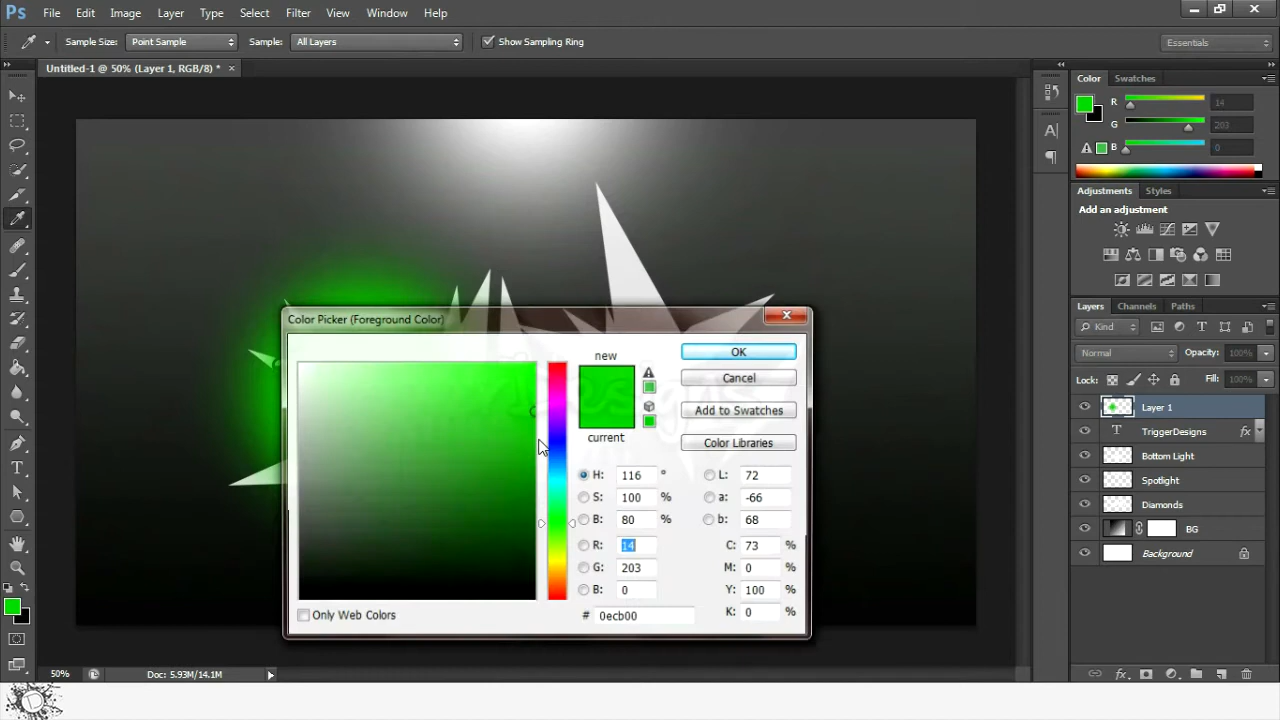 Ps File Edit Image Layer Type Select Filter View Window Help
Sample Size: Point Sample Sample: All Layers Show Sampling Ring Essentials
Untitled-1 @ 50% (Layer 1, RGB/8) * ×
Color Swatches
R 14
G 203
B 0
Adjustments Styles
Add an adjustment
Layers Channels Paths
Kind
Normal Opacity: 100%
Lock: Fill: 100%
Layer 1
TriggerDesigns fx
Bottom Light
Spotlight
Diamonds
BG
Background
Color Picker (Foreground Color)
new
current
OK
Cancel
Add to Swatches
Color Libraries
H: 116 °
S: 100 %
B: 80 %
R: 14
G: 203
B: 0
L: 72
a: -66
b: 68
C: 73 %
M: 0 %
Y: 100 %
K: 0 %
# 0ecb00
Only Web Colors
50% Doc: 5.93M/14.1M